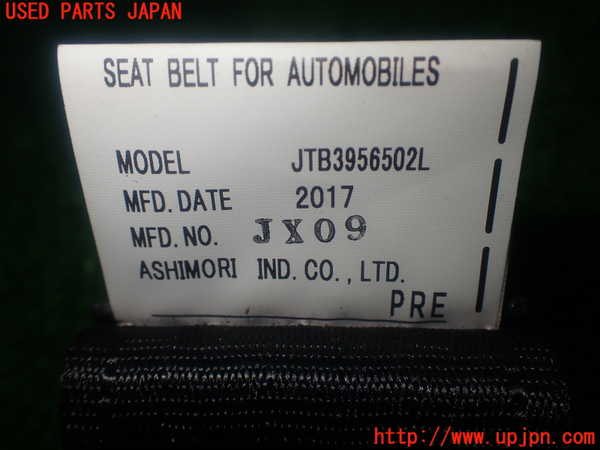 USED PARTS JAPAN
SEAT BELT FOR AUTOMOBILES
MODEL JTB3956502L
MFD. DATE 2017
MFD. NO. JX09
ASHIMORI IND. CO., LTD.
PRE
http://www.upjpn.com/